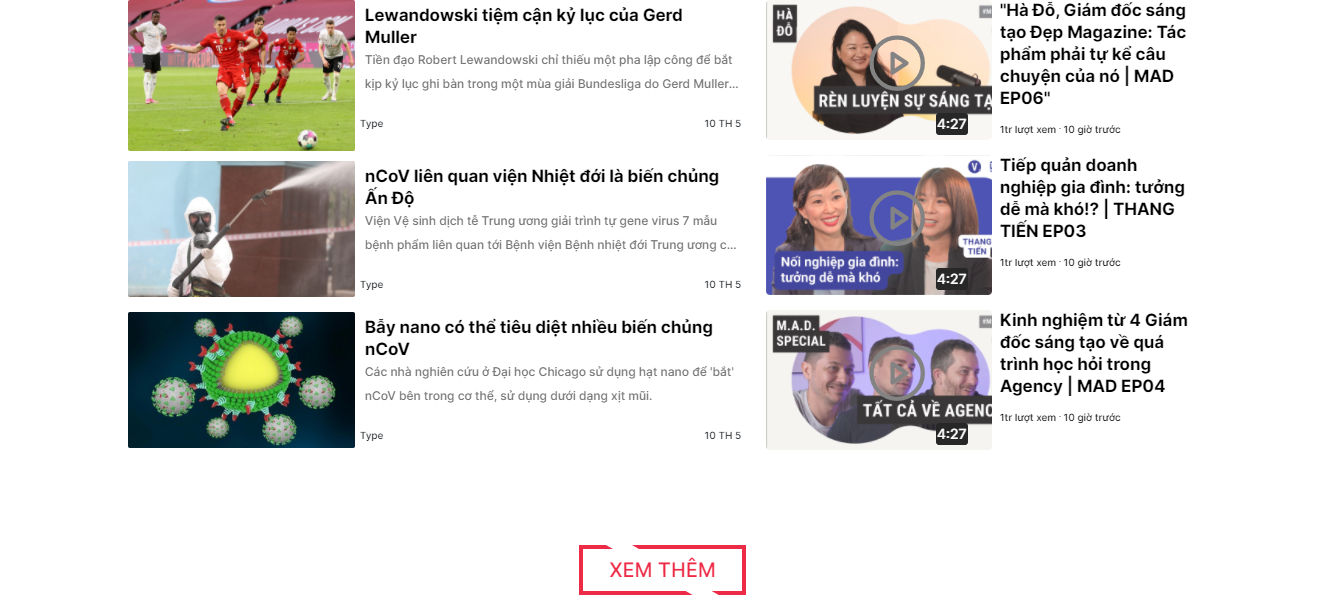 Lewandowski tiệm cận kỷ lục của Gerd
Muller
Tiền đạo Robert Lewandowski chỉ thiếu một pha lập công để bắt
kịp kỷ lục ghi bàn trong một mùa giải Bundesliga do Gerd Muller...
Type
10 TH 5
nCoV liên quan viện Nhiệt đới là biến chủng
Ấn Độ
Viện Vệ sinh dịch tễ Trung ương giải trình tự gene virus 7 mẫu
bệnh phẩm liên quan tới Bệnh viện Bệnh nhiệt đới Trung ương c...
Type
10 TH 5
Bẫy nano có thể tiêu diệt nhiều biến chủng
nCoV
Các nhà nghiên cứu ở Đại học Chicago sử dụng hạt nano để 'bắt'
nCoV bên trong cơ thể, sử dụng dưới dạng xịt mũi.
Type
10 TH 5
HÀ
ĐỖ
#M
RÈN LUYỆN SỰ SÁNG TẠ
4:27
"Hà Đỗ, Giám đốc sáng
tạo Đẹp Magazine: Tác
phẩm phải tự kể câu
chuyện của nó | MAD
EP06"
1tr lượt xem · 10 giờ trước
V
THANG
TIẾN
Nối nghiệp gia đình:
tưởng dễ mà khó
4:27
Tiếp quản doanh
nghiệp gia đình: tưởng
dễ mà khó!? | THANG
TIẾN EP03
1tr lượt xem · 10 giờ trước
M.A.D.
SPECIAL
#M
TẤT CẢ VỀ AGENC
4:27
Kinh nghiệm từ 4 Giám
đốc sáng tạo về quá
trình học hỏi trong
Agency | MAD EP04
1tr lượt xem · 10 giờ trước
XEM THÊM